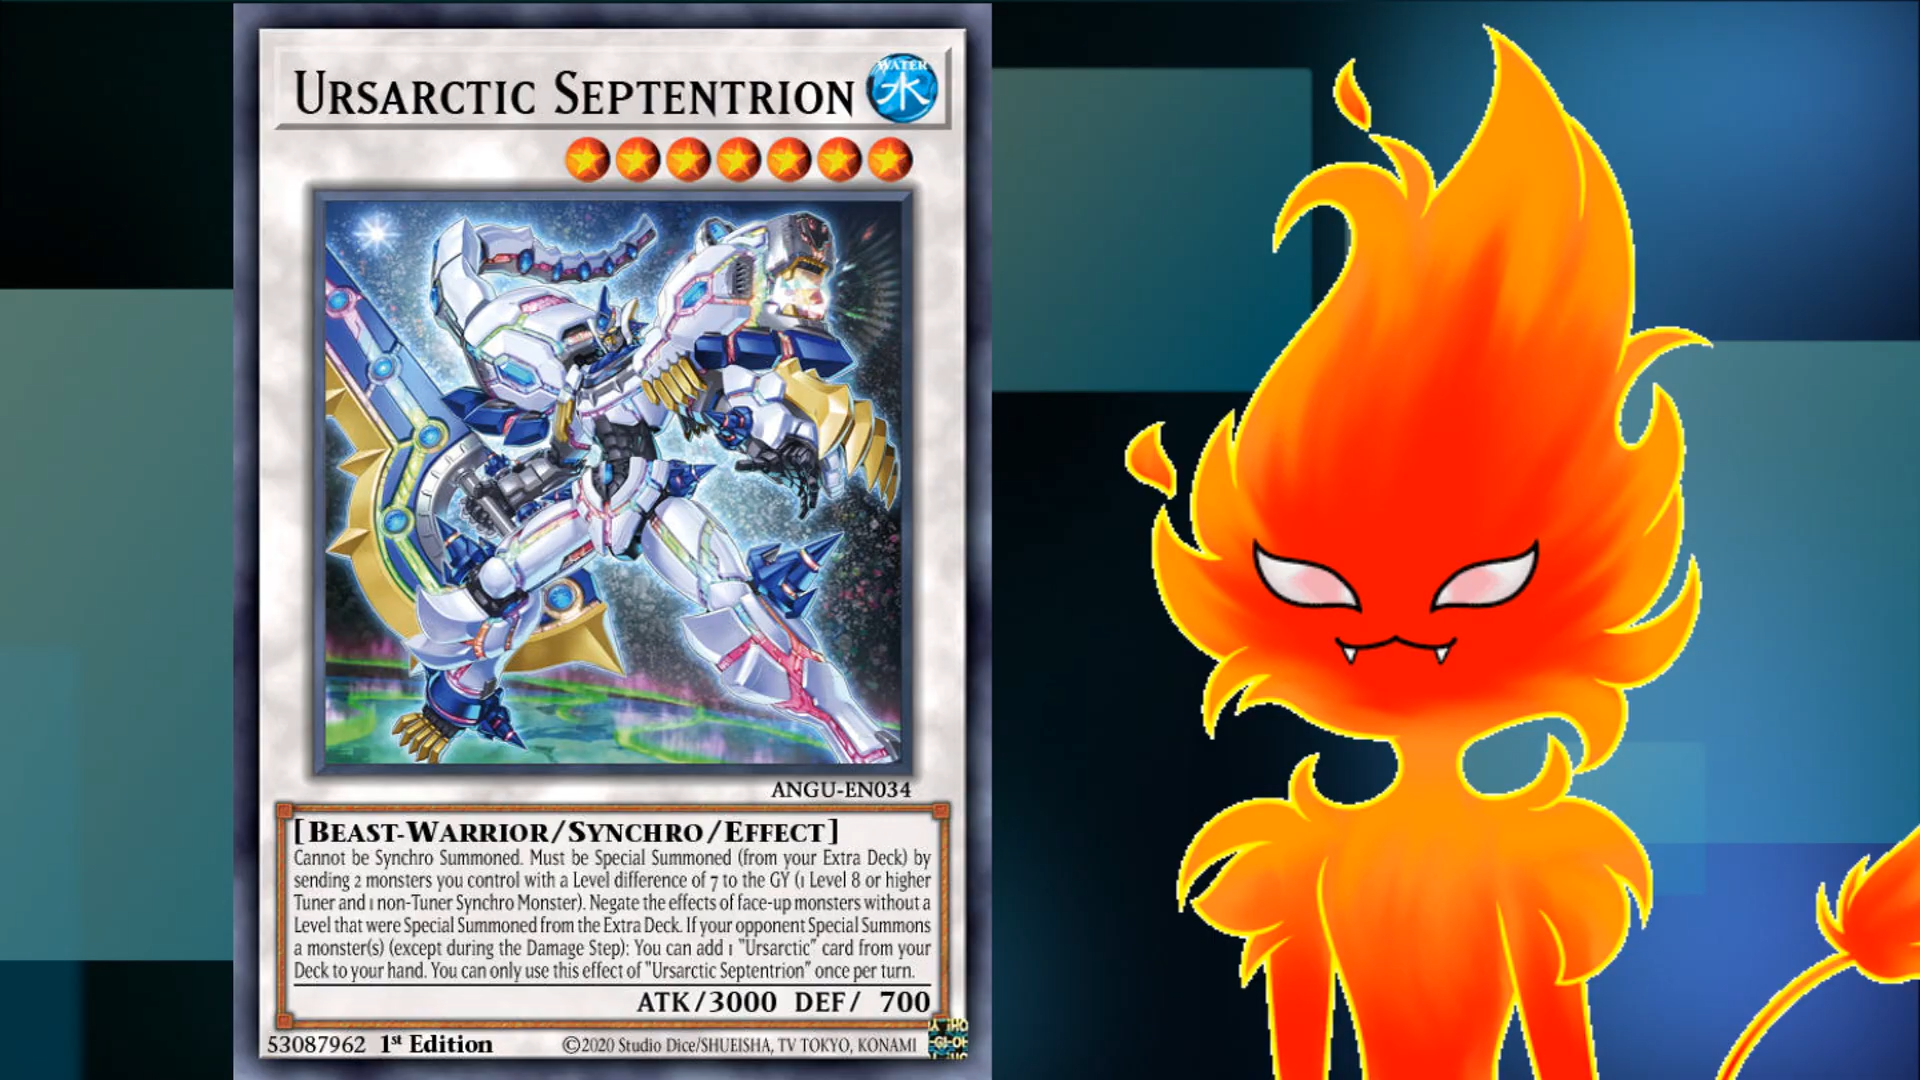 URSARCTIC SEPTENTRION
WATER
水
ANGU-EN034
[BEAST-WARRIOR/SYNCHRO/EFFECT]
Cannot be Synchro Summoned. Must be Special Summoned (from your Extra Deck) by
sending 2 monsters you control with a Level difference of 7 to the GY (1 Level 8 or higher
Tuner and 1 non-Tuner Synchro Monster). Negate the effects of face-up monsters without a
Level that were Special Summoned from the Extra Deck. If your opponent Special Summons
a monster(s) (except during the Damage Step): You can add 1 "Ursarctic" card from your
Deck to your hand. You can only use this effect of "Ursarctic Septentrion" once per turn.
ATK/3000 DEF/ 700
53087962 1st Edition ©2020 Studio Dice/SHUEISHA, TV TOKYO, KONAMI